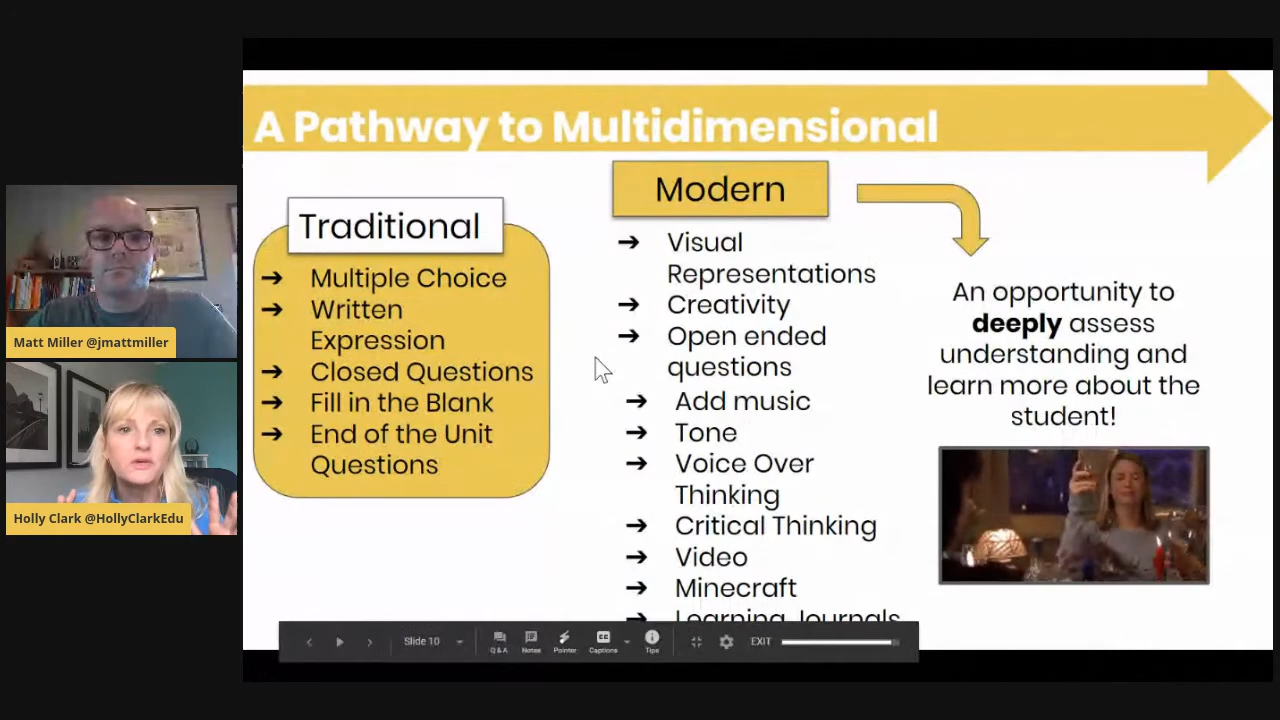 A Pathway to Multidimensional
Traditional
➔ Multiple Choice
➔ Written
Expression
➔ Closed Questions
➔ Fill in the Blank
➔ End of the Unit
Questions
Modern
➔ Visual
Representations
➔ Creativity
➔ Open ended
questions
➔ Add music
➔ Tone
➔ Voice Over
Thinking
➔ Critical Thinking
➔ Video
➔ Minecraft
➔ Learning Journals
An opportunity to
deeply assess
understanding and
learn more about the
student!
Matt Miller @jmattmiller
Holly Clark @HollyClarkEdu
Slide 10
Q & A
Notes
Pointer
CC
Captions
Tips
EXIT